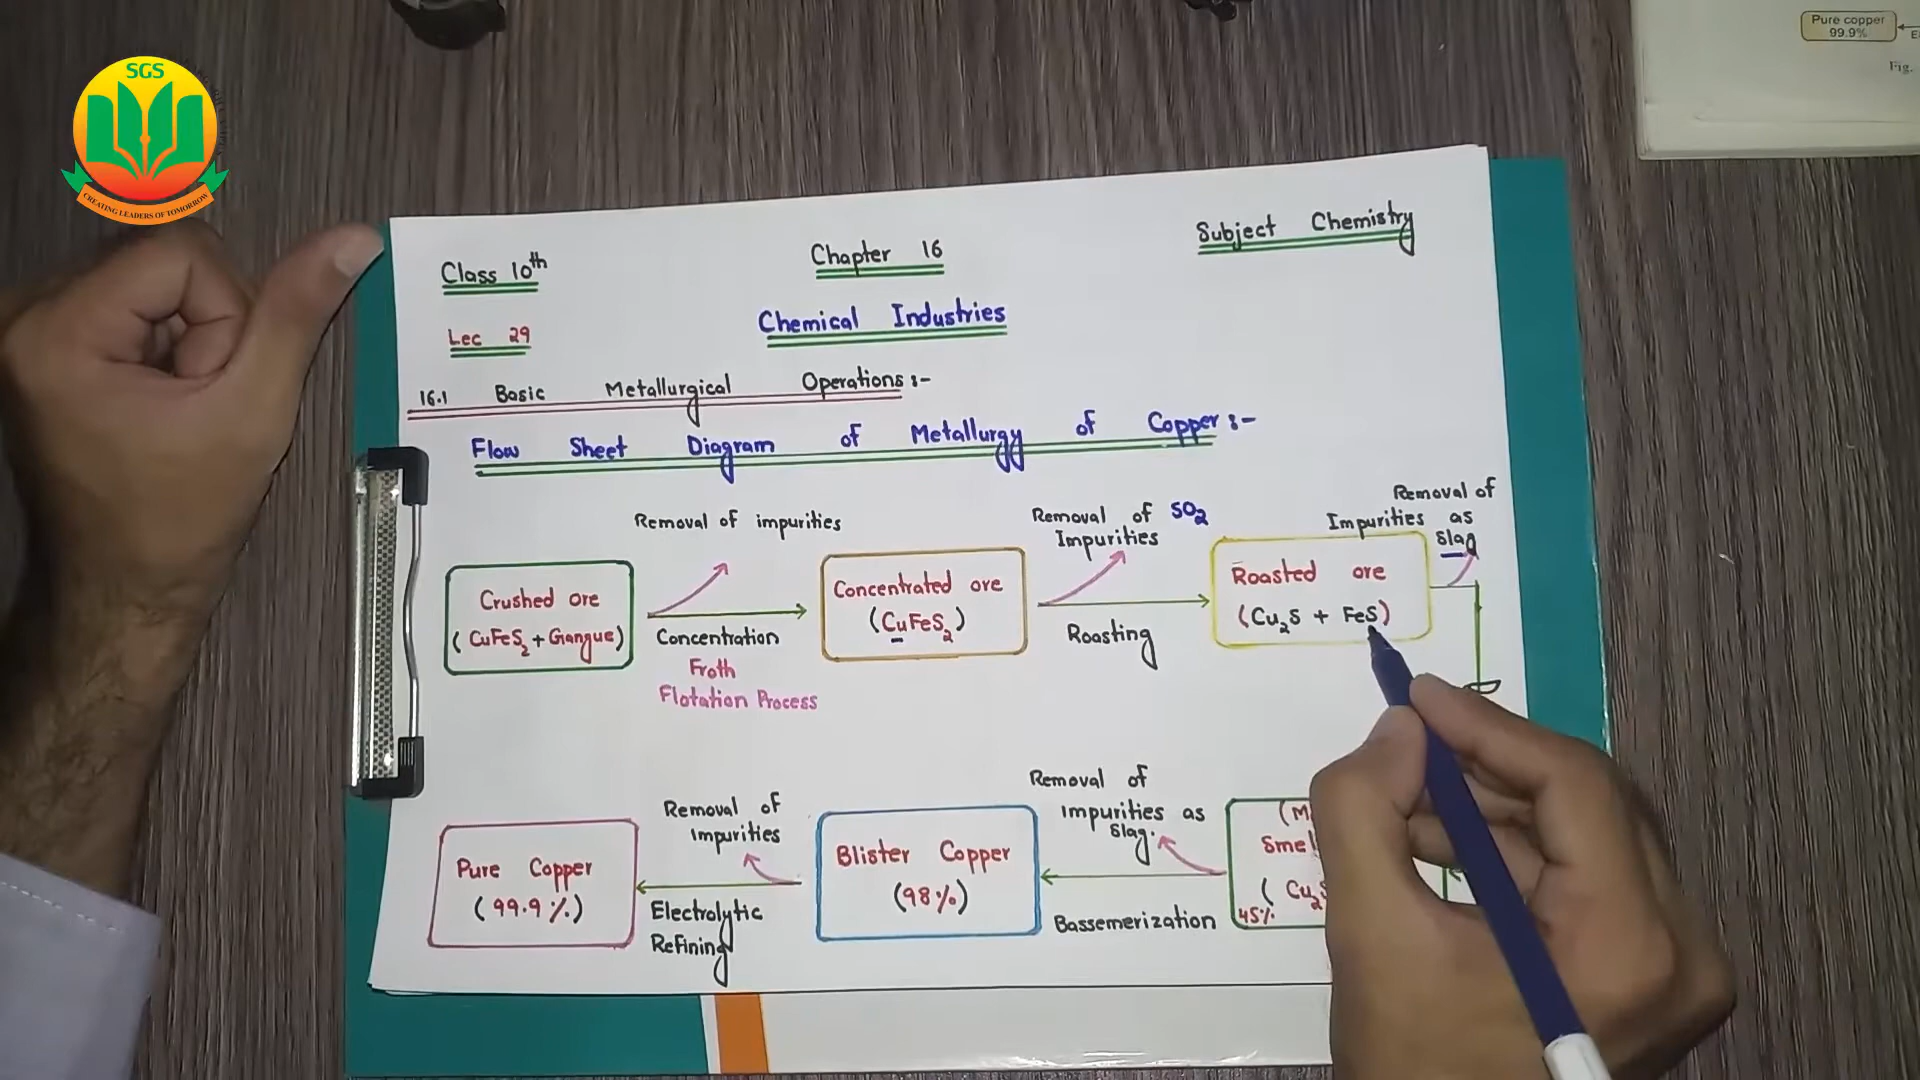 SGS
CREATING LEADERS OF TOMORROW
Pure copper
99.9%
Fig.
Class 10th
Chapter 16
Subject Chemistry
Lec 29
Chemical Industries
16.1 Basic Metallurgical Operations:-
Flow Sheet Diagram of Metallurgy of Copper:-
Removal of impurities
Removal of SO2
Impurities
Removal of
Impurities as
Slag
Crushed ore
(CuFeS2 + Gangue)
Concentration
Froth
Flotation Process
Concentrated ore
(CuFeS2)
Roasting
Roasted ore
(Cu2S + FeS)
Pure Copper
(99.9%)
Removal of
Impurities
Electrolytic
Refining
Blister Copper
(98%)
Removal of
impurities as
Slag.
Bassemerization
(Cu2S
45%